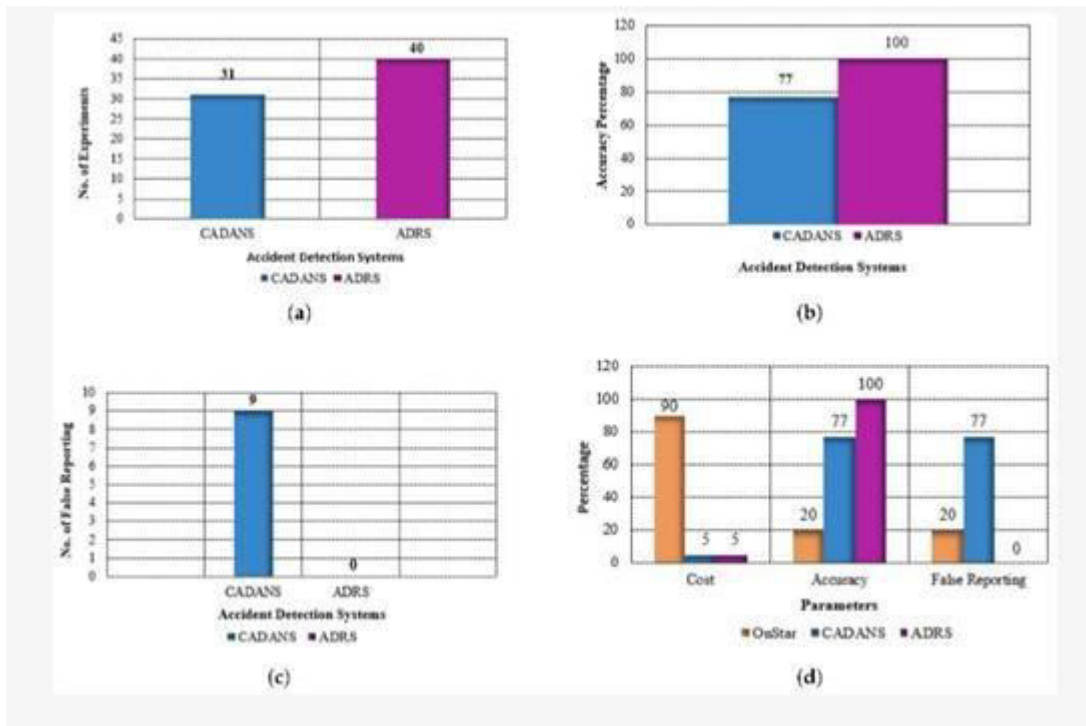 No. of Experiments
45
40
35
30
25
20
15
10
5
0
31
40
CADANS ADRS
Accident Detection Systems
CADANS ADRS
(a)
Accuracy Percentage
120
100
80
60
40
20
0
77
100
CADANS ADRS
Accident Detection Systems
(b)
No. of False Reporting
10
9
8
7
6
5
4
3
2
1
0
9
0
CADANS ADRS
Accident Detection Systems
CADANS ADRS
(c)
Percentage
120
100
80
60
40
20
0
90
5 5
20
77
100
20
77
0
Cost Accuracy False Reporting
Parameters
OnStar CADANS ADRS
(d)